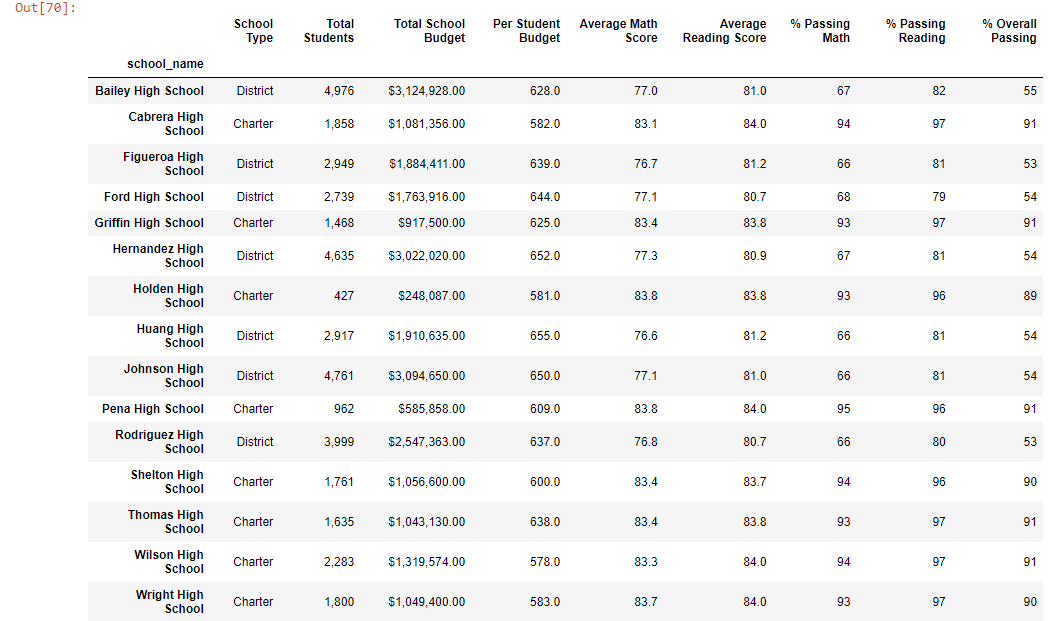 Out[70]:
School Type Total Students Total School Budget Per Student Budget Average Math Score Average Reading Score % Passing Math % Passing Reading % Overall Passing
school_name
Bailey High School District 4,976 $3,124,928.00 628.0 77.0 81.0 67 82 55
Cabrera High School Charter 1,858 $1,081,356.00 582.0 83.1 84.0 94 97 91
Figueroa High School District 2,949 $1,884,411.00 639.0 76.7 81.2 66 81 53
Ford High School District 2,739 $1,763,916.00 644.0 77.1 80.7 68 79 54
Griffin High School Charter 1,468 $917,500.00 625.0 83.4 83.8 93 97 91
Hernandez High School District 4,635 $3,022,020.00 652.0 77.3 80.9 67 81 54
Holden High School Charter 427 $248,087.00 581.0 83.8 83.8 93 96 89
Huang High School District 2,917 $1,910,635.00 655.0 76.6 81.2 66 81 54
Johnson High School District 4,761 $3,094,650.00 650.0 77.1 81.0 66 81 54
Pena High School Charter 962 $585,858.00 609.0 83.8 84.0 95 96 91
Rodriguez High School District 3,999 $2,547,363.00 637.0 76.8 80.7 66 80 53
Shelton High School Charter 1,761 $1,056,600.00 600.0 83.4 83.7 94 96 90
Thomas High School Charter 1,635 $1,043,130.00 638.0 83.4 83.8 93 97 91
Wilson High School Charter 2,283 $1,319,574.00 578.0 83.3 84.0 94 97 91
Wright High School Charter 1,800 $1,049,400.00 583.0 83.7 84.0 93 97 90